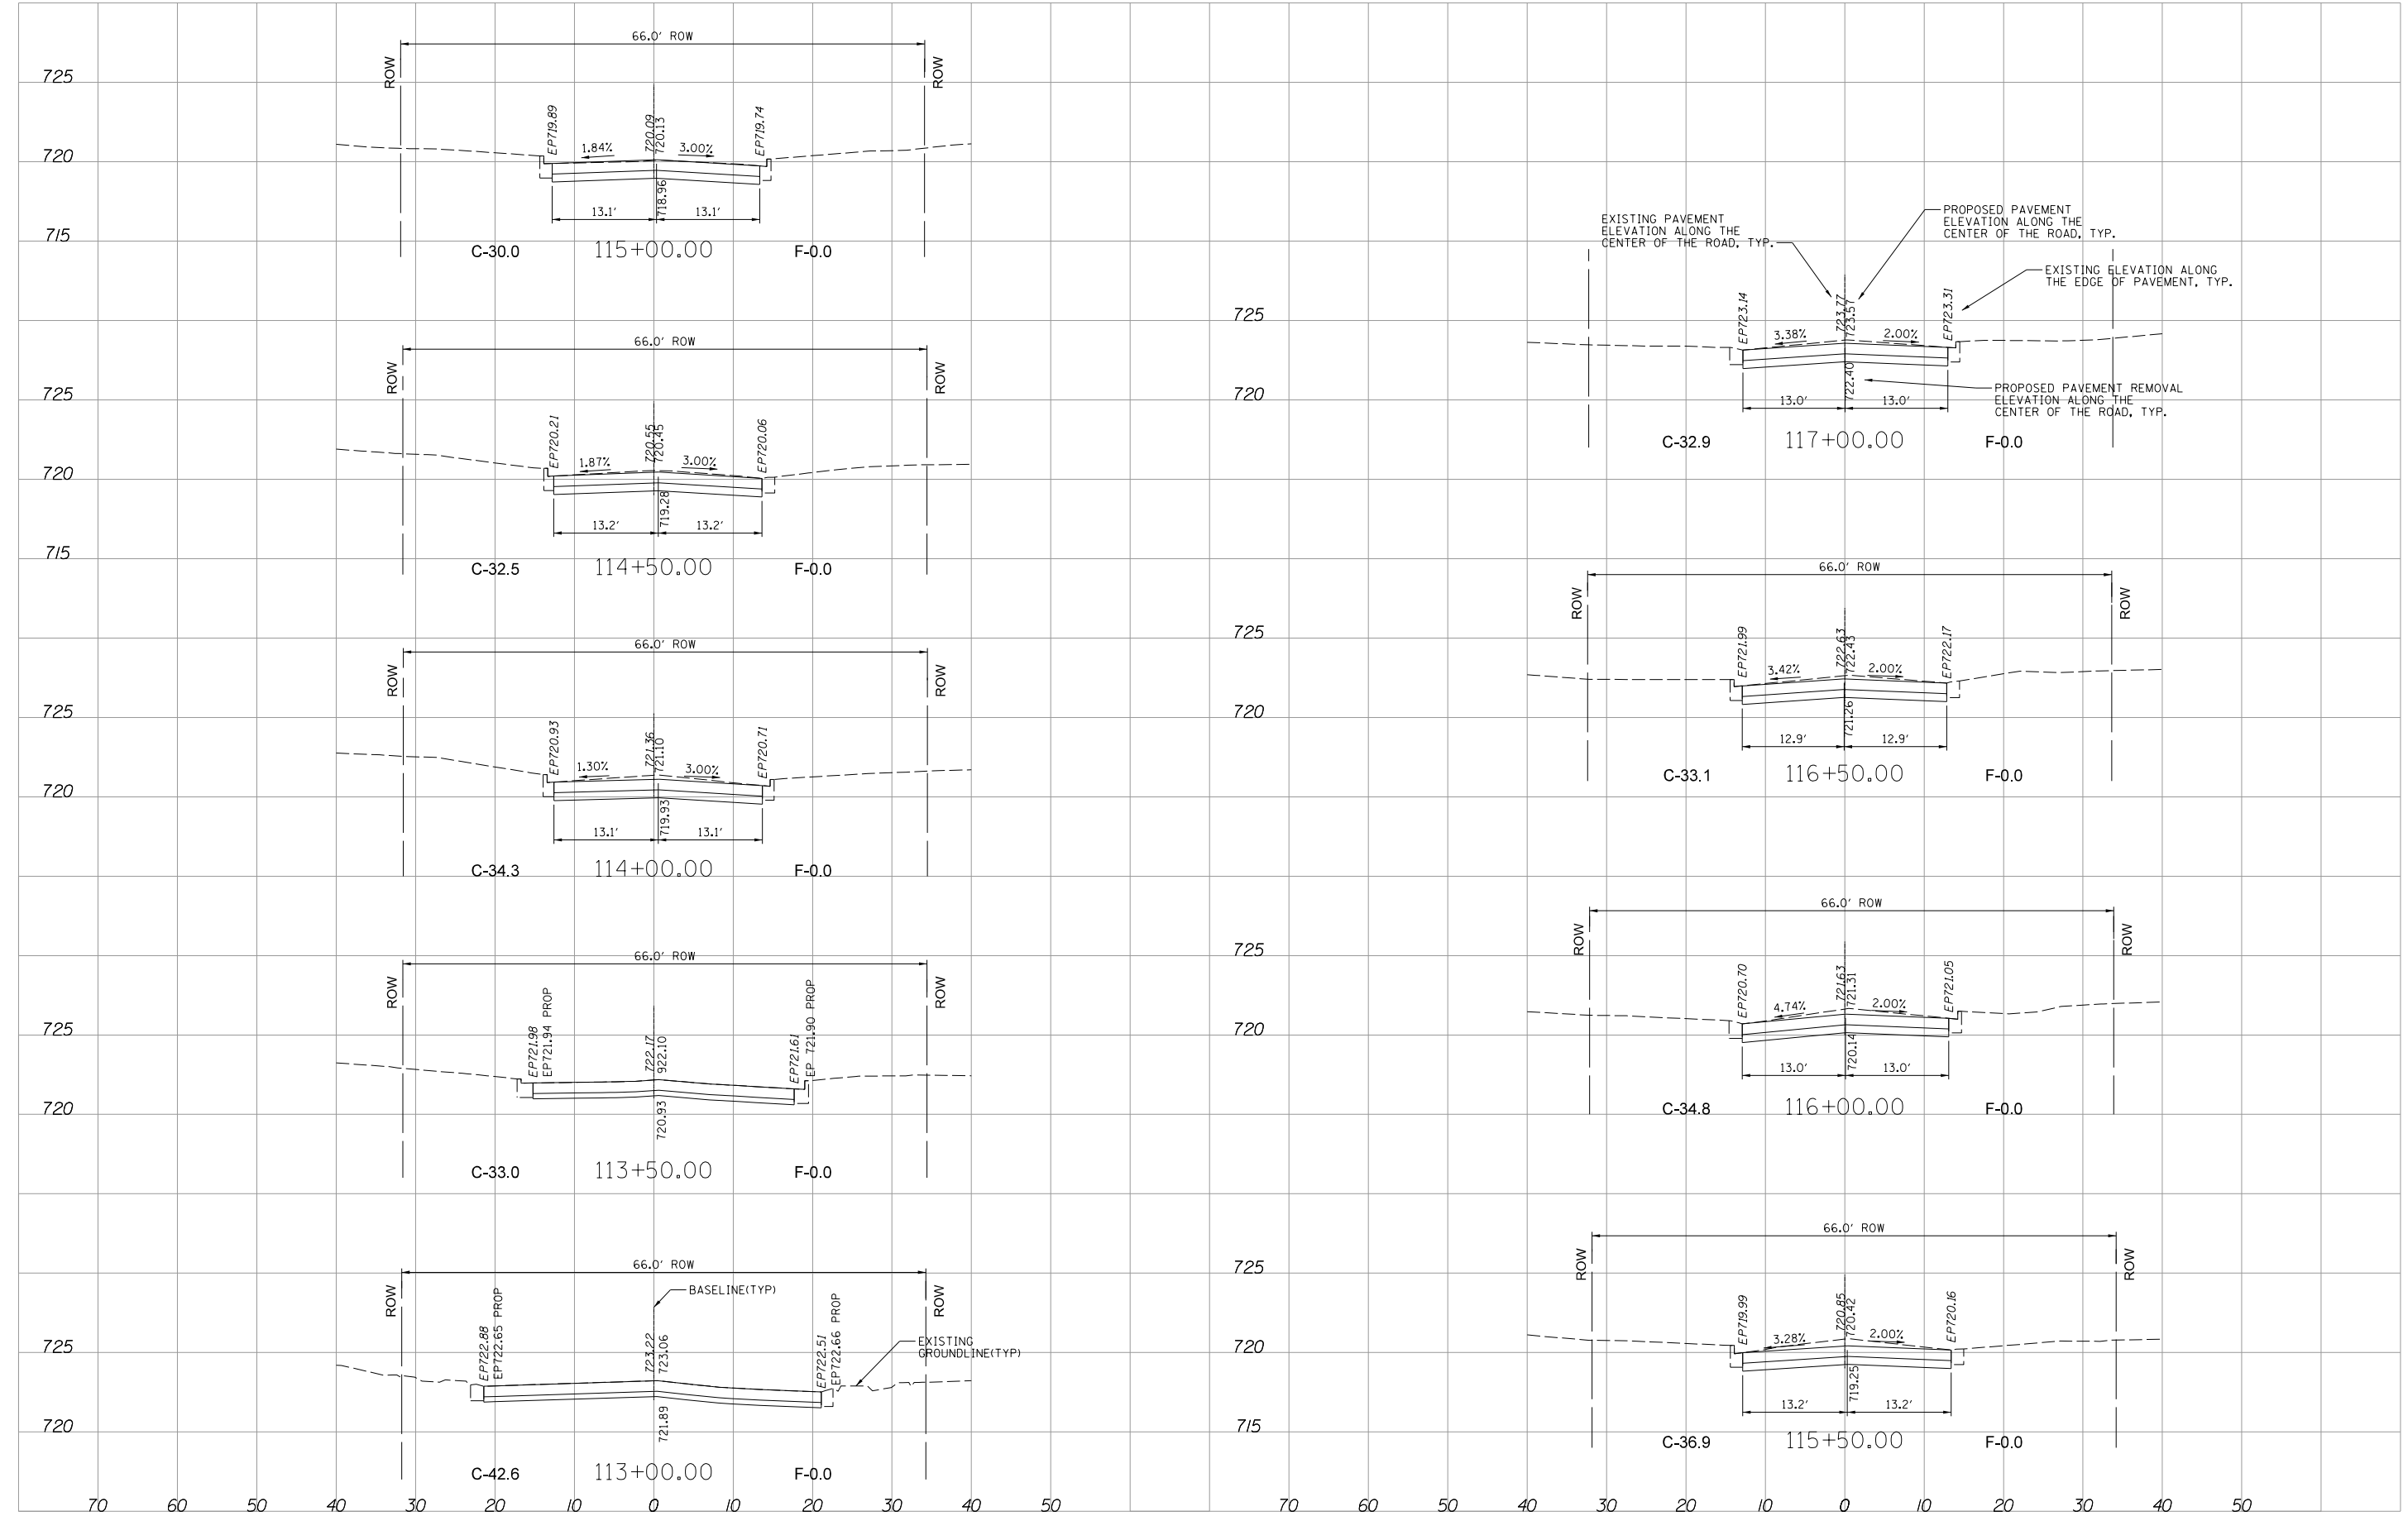 66.0' ROW
ROW
ROW
725
720
715
EP719.89
720.09
720.13
EP719.74
1.84%
3.00%
718.96
13.1'
13.1'
C-30.0
115+00.00
F-0.0
66.0' ROW
ROW
ROW
725
720
715
EP720.21
720.55
720.45
EP720.06
1.87%
3.00%
719.28
13.2'
13.2'
C-32.5
114+50.00
F-0.0
66.0' ROW
ROW
ROW
725
720
EP720.93
721.36
721.10
EP720.71
1.30%
3.00%
719.93
13.1'
13.1'
C-34.3
114+00.00
F-0.0
66.0' ROW
ROW
ROW
725
720
EP721.98
EP721.94 PROP
722.17
922.10
EP721.61
EP 721.90 PROP
720.93
C-33.0
113+50.00
F-0.0
66.0' ROW
ROW
ROW
BASELINE(TYP)
725
720
EP722.88
EP722.65 PROP
723.22
723.06
EP722.51
EP722.66 PROP
EXISTING
GROUNDLINE(TYP)
721.89
C-42.6
113+00.00
F-0.0
70 60 50 40 30 20 10 0 10 20 30 40 50
EXISTING PAVEMENT
ELEVATION ALONG THE
CENTER OF THE ROAD, TYP.
PROPOSED PAVEMENT
ELEVATION ALONG THE
CENTER OF THE ROAD, TYP.
EXISTING ELEVATION ALONG
THE EDGE OF PAVEMENT, TYP.
725
720
EP723.14
723.77
723.57
EP723.31
3.38%
2.00%
722.40
PROPOSED PAVEMENT REMOVAL
ELEVATION ALONG THE
CENTER OF THE ROAD, TYP.
13.0'
13.0'
C-32.9
117+00.00
F-0.0
66.0' ROW
ROW
ROW
725
720
EP721.99
722.63
722.43
EP722.17
3.42%
2.00%
721.26
12.9'
12.9'
C-33.1
116+50.00
F-0.0
66.0' ROW
ROW
ROW
725
720
EP720.70
721.63
721.31
EP721.05
4.74%
2.00%
720.14
13.0'
13.0'
C-34.8
116+00.00
F-0.0
66.0' ROW
ROW
ROW
725
720
715
EP719.99
720.85
720.42
EP720.16
3.28%
2.00%
719.25
13.2'
13.2'
C-36.9
115+50.00
F-0.0
70 60 50 40 30 20 10 0 10 20 30 40 50